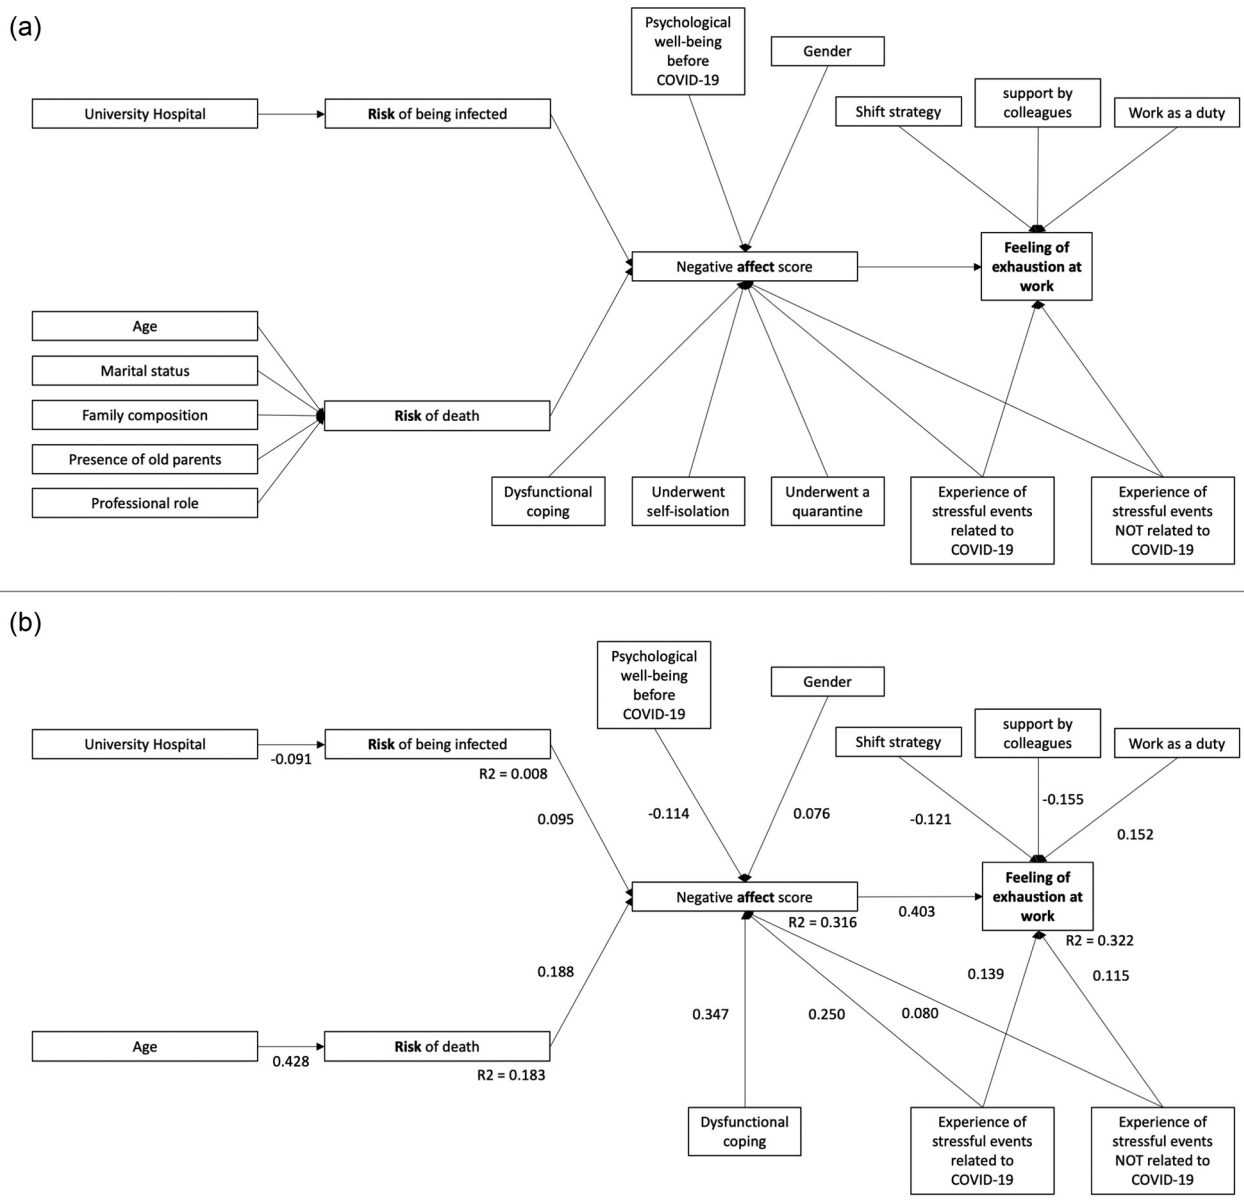 (a)
Psychological
well-being
before
COVID-19
Gender
University Hospital
Risk of being infected
Shift strategy
support by
colleagues
Work as a duty
Negative affect score
Feeling of
exhaustion at
work
Age
Marital status
Family composition
Presence of old parents
Professional role
Risk of death
Dysfunctional
coping
Underwent
self-isolation
Underwent a
quarantine
Experience of
stressful events
related to
COVID-19
Experience of
stressful events
NOT related to
COVID-19
(b)
Psychological
well-being
before
COVID-19
Gender
University Hospital
-0.091
Risk of being infected
R2 = 0.008
Shift strategy
support by
colleagues
Work as a duty
0.095
-0.114
0.076
-0.121
-0.155
0.152
Negative affect score
R2 = 0.316
0.403
Feeling of
exhaustion at
work
R2 = 0.322
0.188
0.347
0.250
0.080
0.139
0.115
Age
0.428
Risk of death
R2 = 0.183
Dysfunctional
coping
Experience of
stressful events
related to
COVID-19
Experience of
stressful events
NOT related to
COVID-19